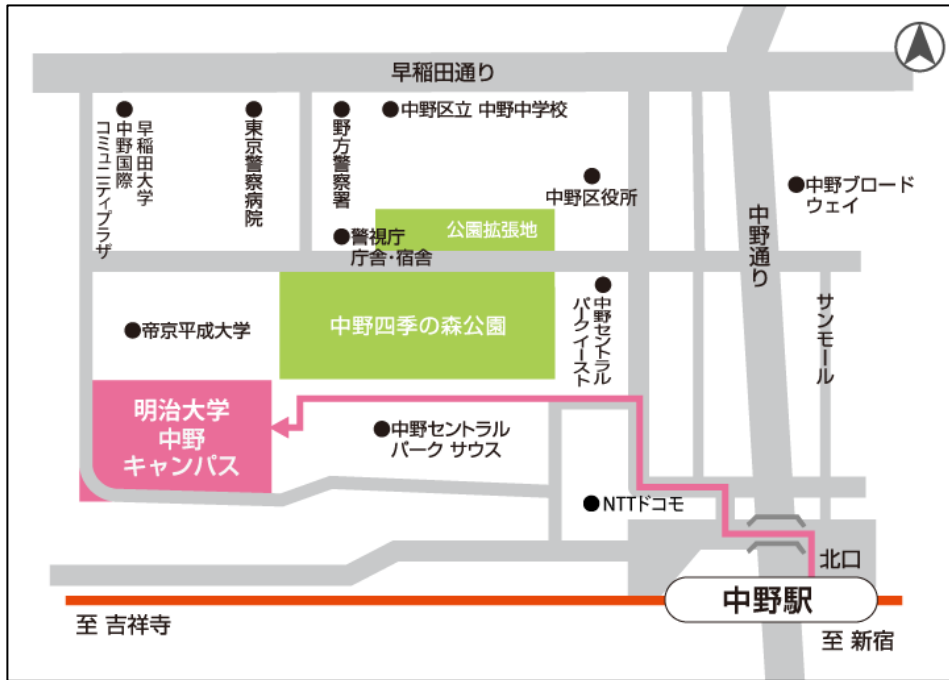 早稲田通り
早稲田大学
中野国際
コミュニティプラザ
東京警察病院
野方警察署
中野区立 中野中学校
中野区役所
中野ブロード
ウェイ
公園拡張地
警視庁
庁舎・宿舎
中野通り
中野四季の森公園
中野セントラル
パークイースト
サンモール
帝京平成大学
明治大学
中野
キャンパス
中野セントラル
パーク サウス
NTTドコモ
北口
中野駅
至 吉祥寺
至 新宿